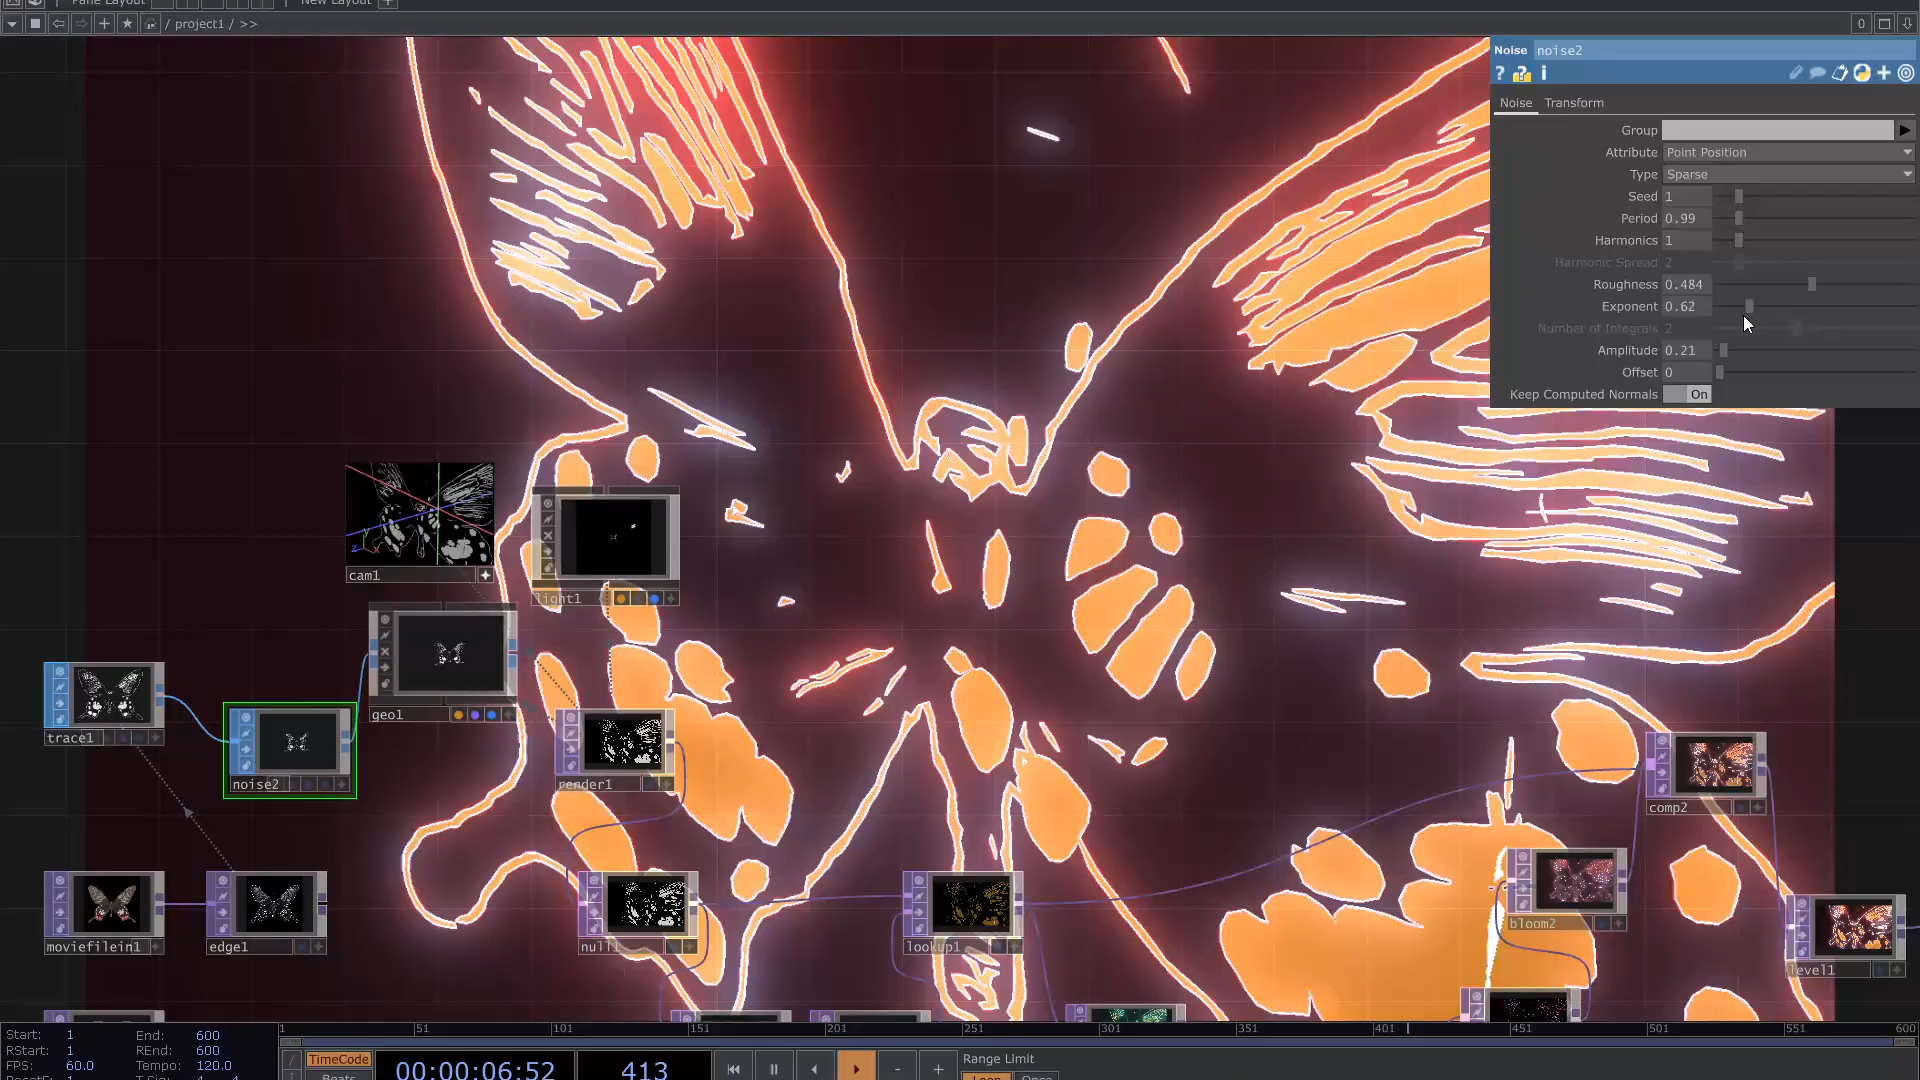 Pane Layout New Layout +
/ project1 / >> 0
Noise noise2
? ? i
Noise Transform
Group
Attribute Point Position
Type Sparse
Seed 1
Period 0.99
Harmonics 1
Harmonic Spread 2
Roughness 0.484
Exponent 0.62
Number of Integrals 2
Amplitude 0.21
Offset 0
Keep Computed Normals On
cam1
light1
geo1
trace1
noise2
render1
comp2
moviefilein1
edge1
null1
lookup1
bloom2
level1
1 51 101 151 201 251 301 351 401 451 501 551 600
Start: 1 End: 600
RStart: 1 REnd: 600
FPS: 60.0 Tempo: 120.0
TimeCode
Beats
00:00:06:52
413
Range Limit
Loop Once